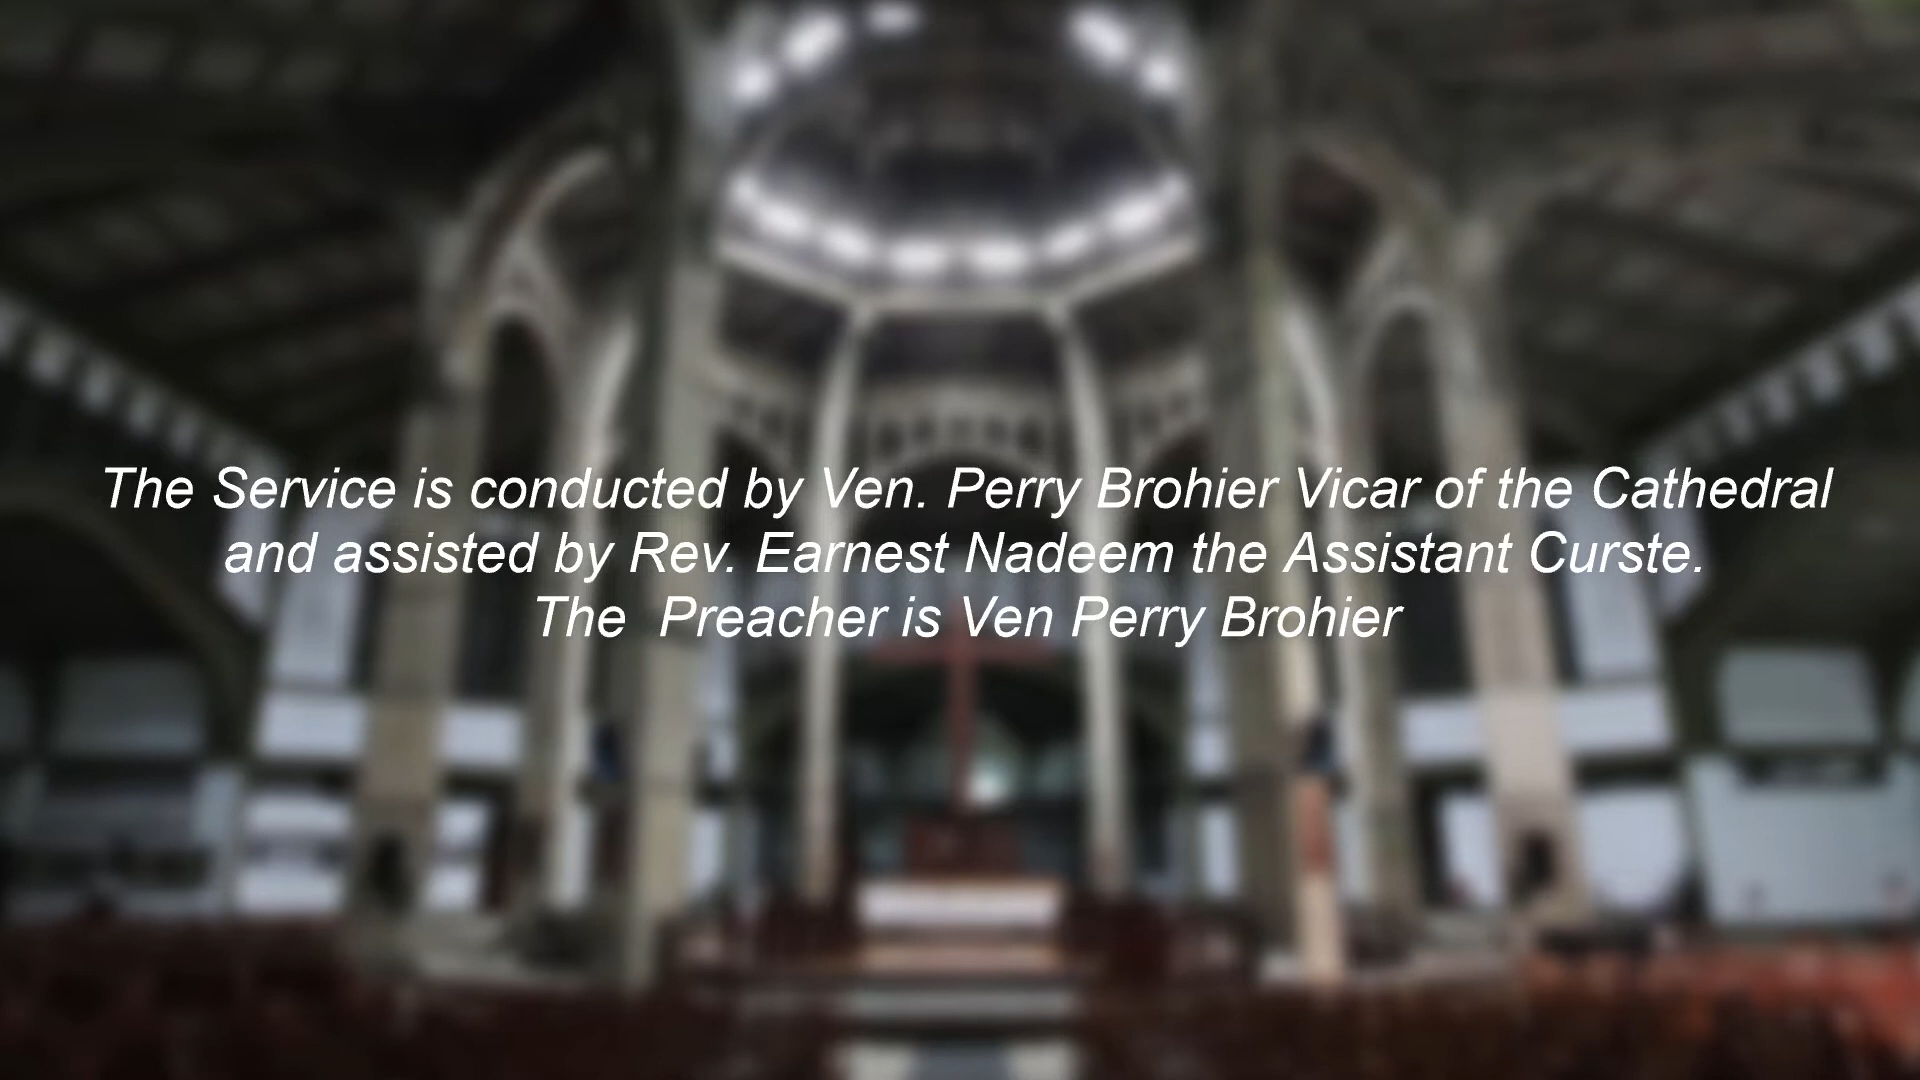 The Service is conducted by Ven. Perry Brohier Vicar of the Cathedral
and assisted by Rev. Earnest Nadeem the Assistant Curste.
The  Preacher is Ven Perry Brohier